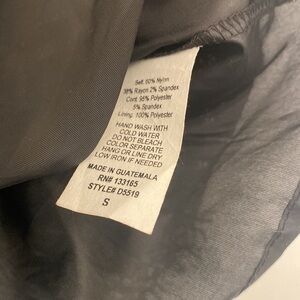 Self: 60% Nylon
38% Rayon 2% Spandex
Cont: 95% Polyester
5% Spandex
Lining: 100% Polyester
HAND WASH WITH
COLD WATER
DO NOT BLEACH
COLOR SEPARATE
HANG OR LINE DRY
LOW IRON IF NEEDED
MADE IN GUATEMALA
RN# 133165
STYLE# D5519
S